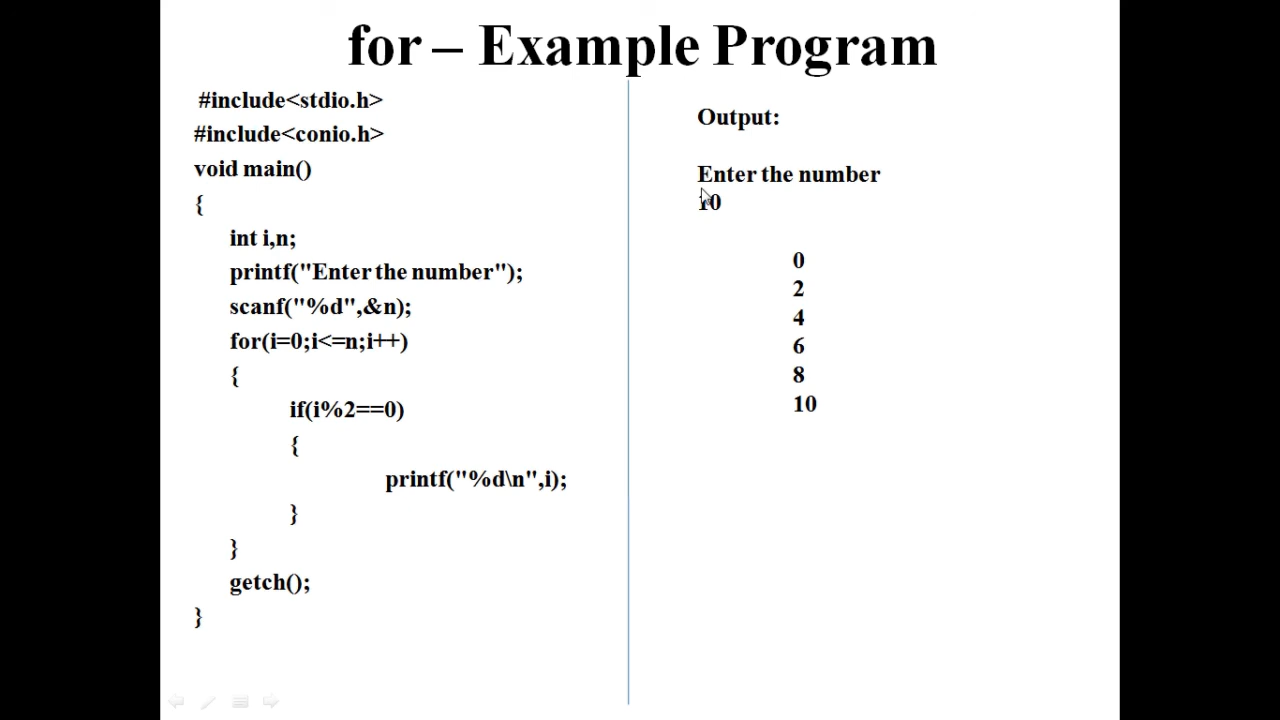 for – Example Program
#include<stdio.h>
#include<conio.h>
void main()
{
int i,n;
printf("Enter the number");
scanf("%d",&n);
for(i=0;i<=n;i++)
{
if(i%2==0)
{
printf("%d\n",i);
}
}
getch();
}
Output:
Enter the number
10
0
2
4
6
8
10